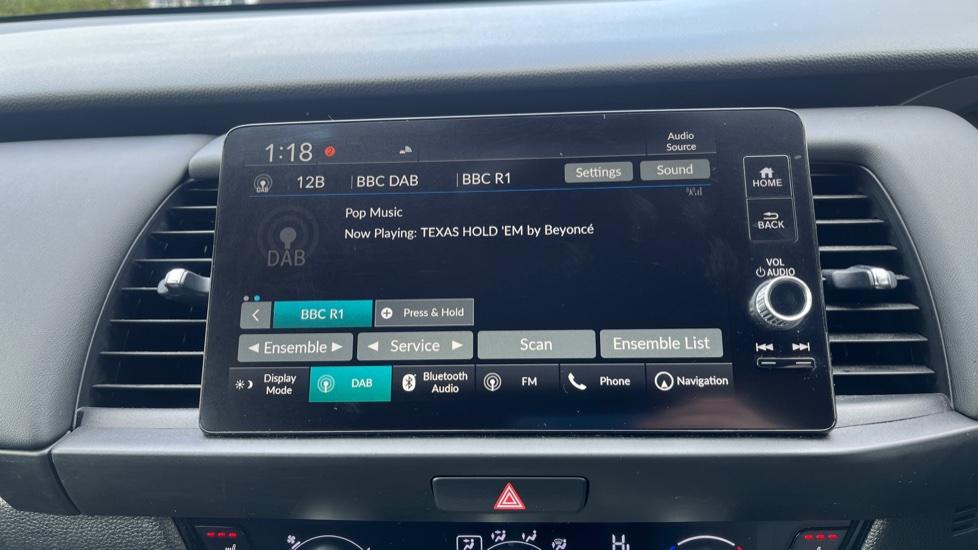 1:18 2
Audio
Source
DAB 12B BBC DAB BBC R1 Settings Sound
Pop Music
Now Playing: TEXAS HOLD 'EM by Beyoncé
DAB
HOME
BACK
VOL
AUDIO
BBC R1 Press & Hold
Ensemble Service Scan Ensemble List
Display
Mode
DAB
Bluetooth
Audio
FM
Phone
Navigation
H